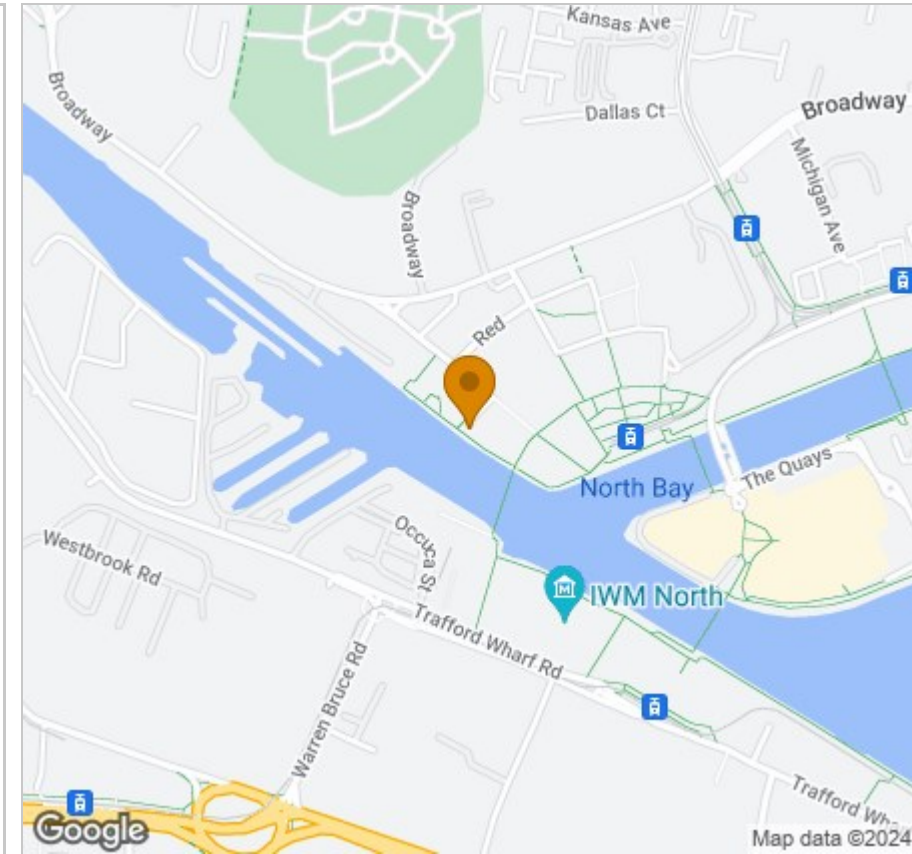 Kansas Ave
Broadway
Dallas Ct
Broadway
Michigan Ave
Broadway
Red
The Quays
North Bay
Occuca St
Westbrook Rd
IWM North
Trafford Wharf Rd
Warren Bruce Rd
Trafford Wha
Google
Map data ©2024